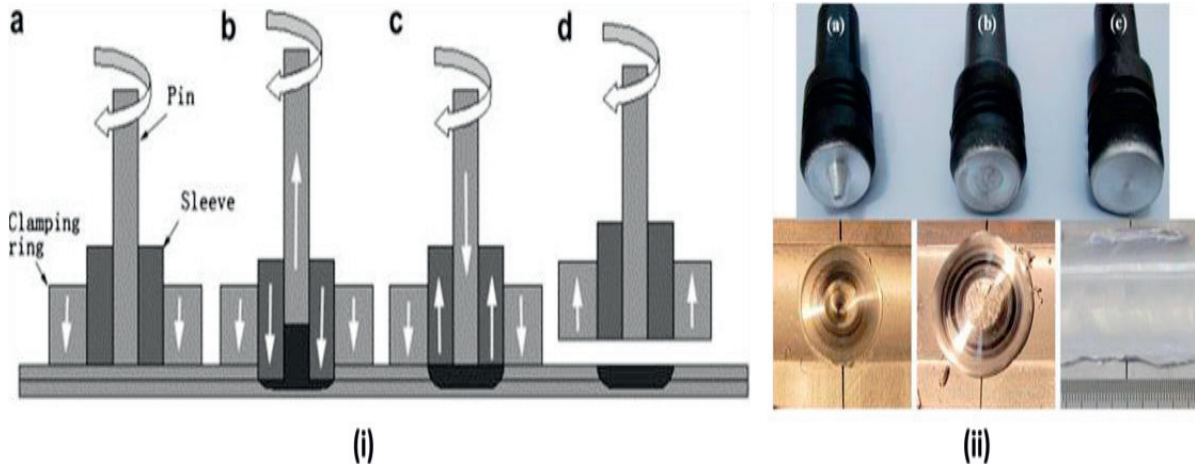 a b c d
Pin
Sleeve
Clamping
ring
(i)
(a) (b) (c)
(ii)